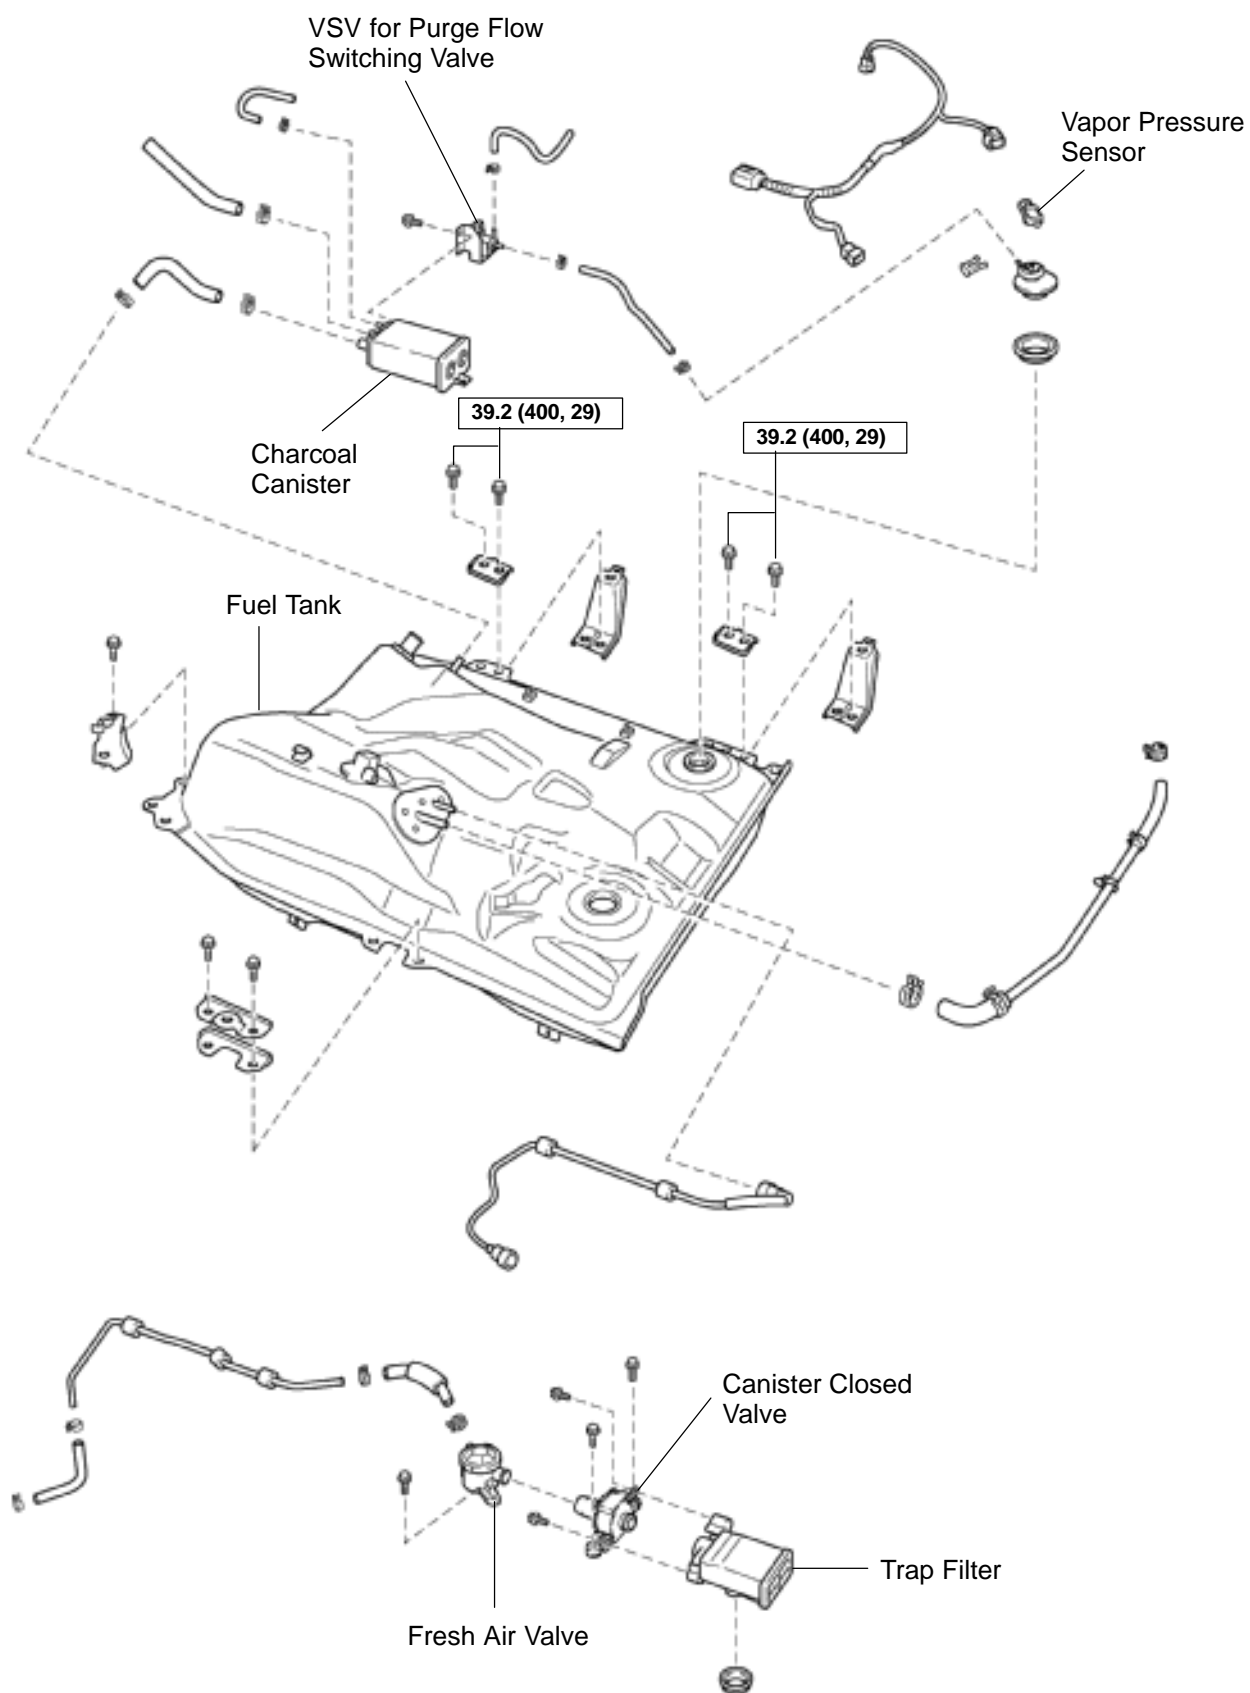 VSV for Purge Flow
Switching Valve
Vapor Pressure
Sensor
39.2 (400, 29)
39.2 (400, 29)
Charcoal
Canister
Fuel Tank
Canister Closed
Valve
Trap Filter
Fresh Air Valve